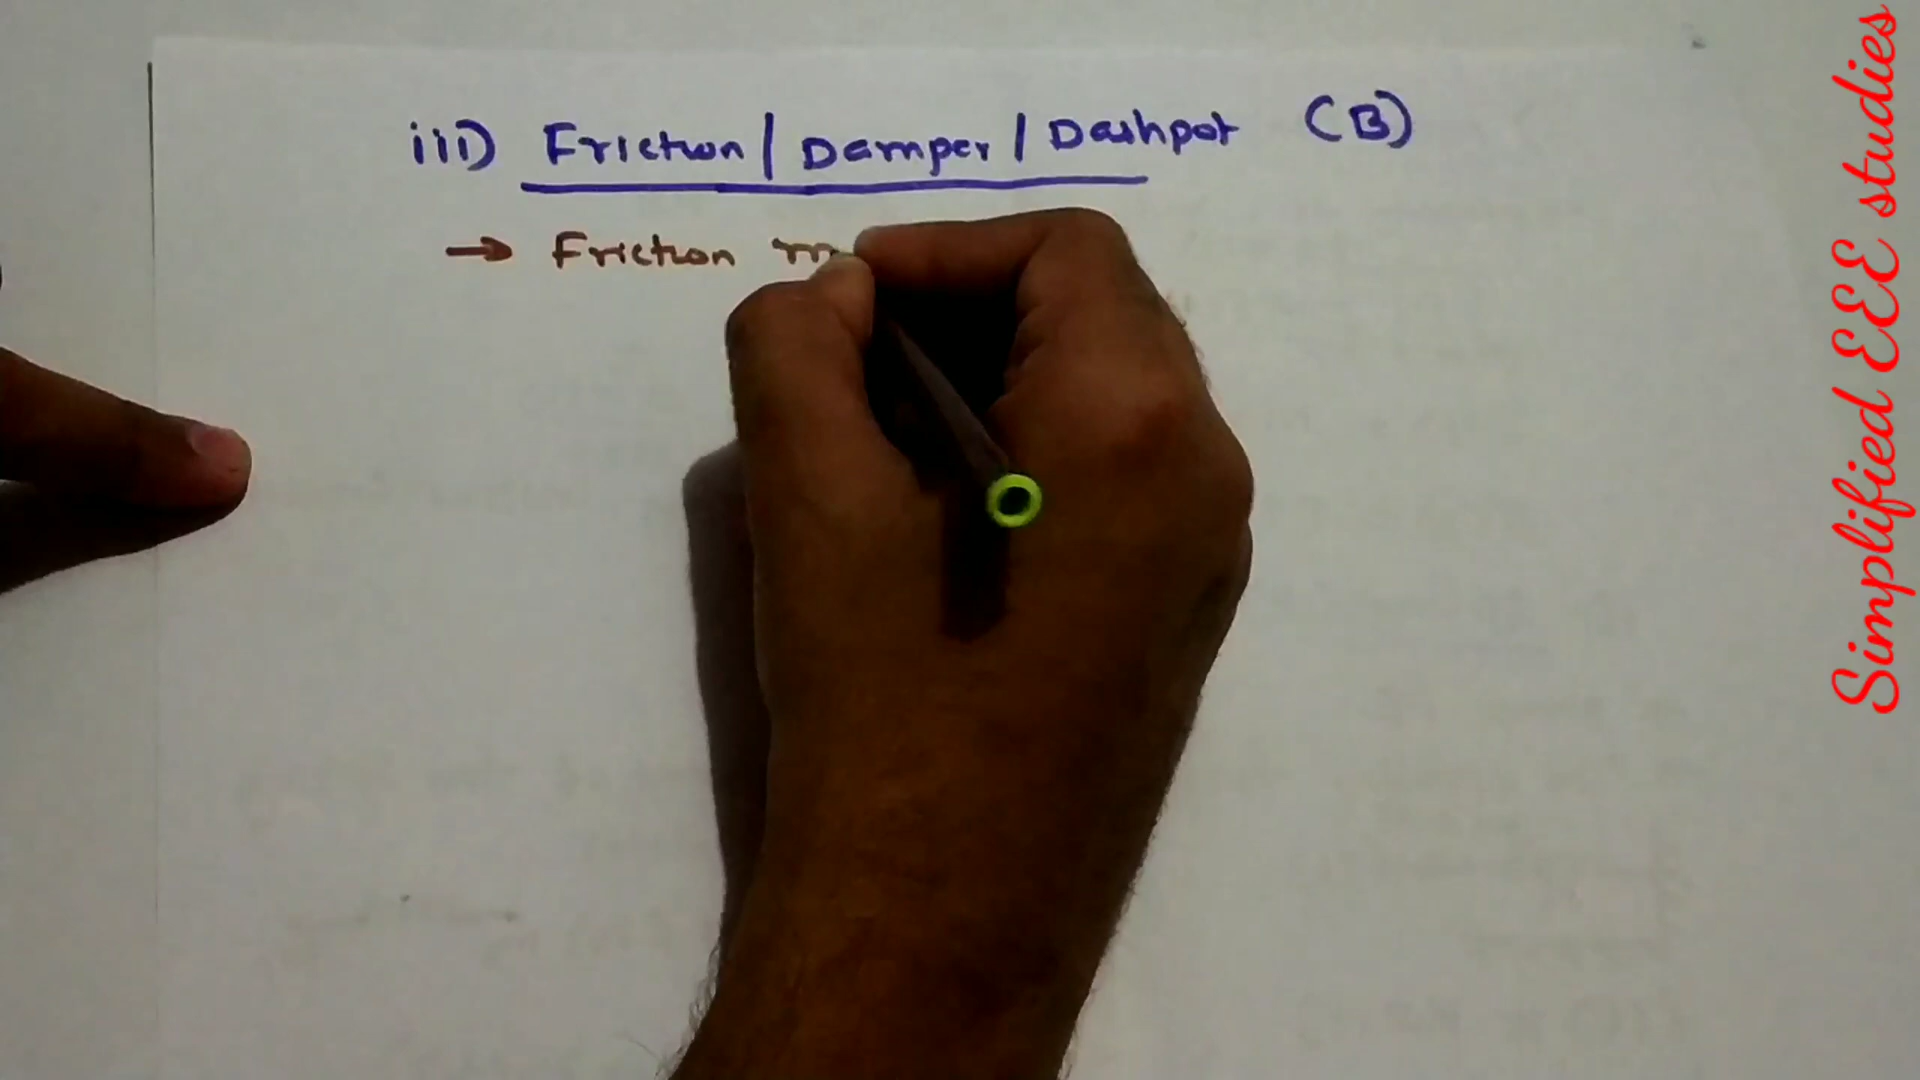 iii) Friction / Damper / Dashpot (B)
→ Friction m
Simplified EEE studies